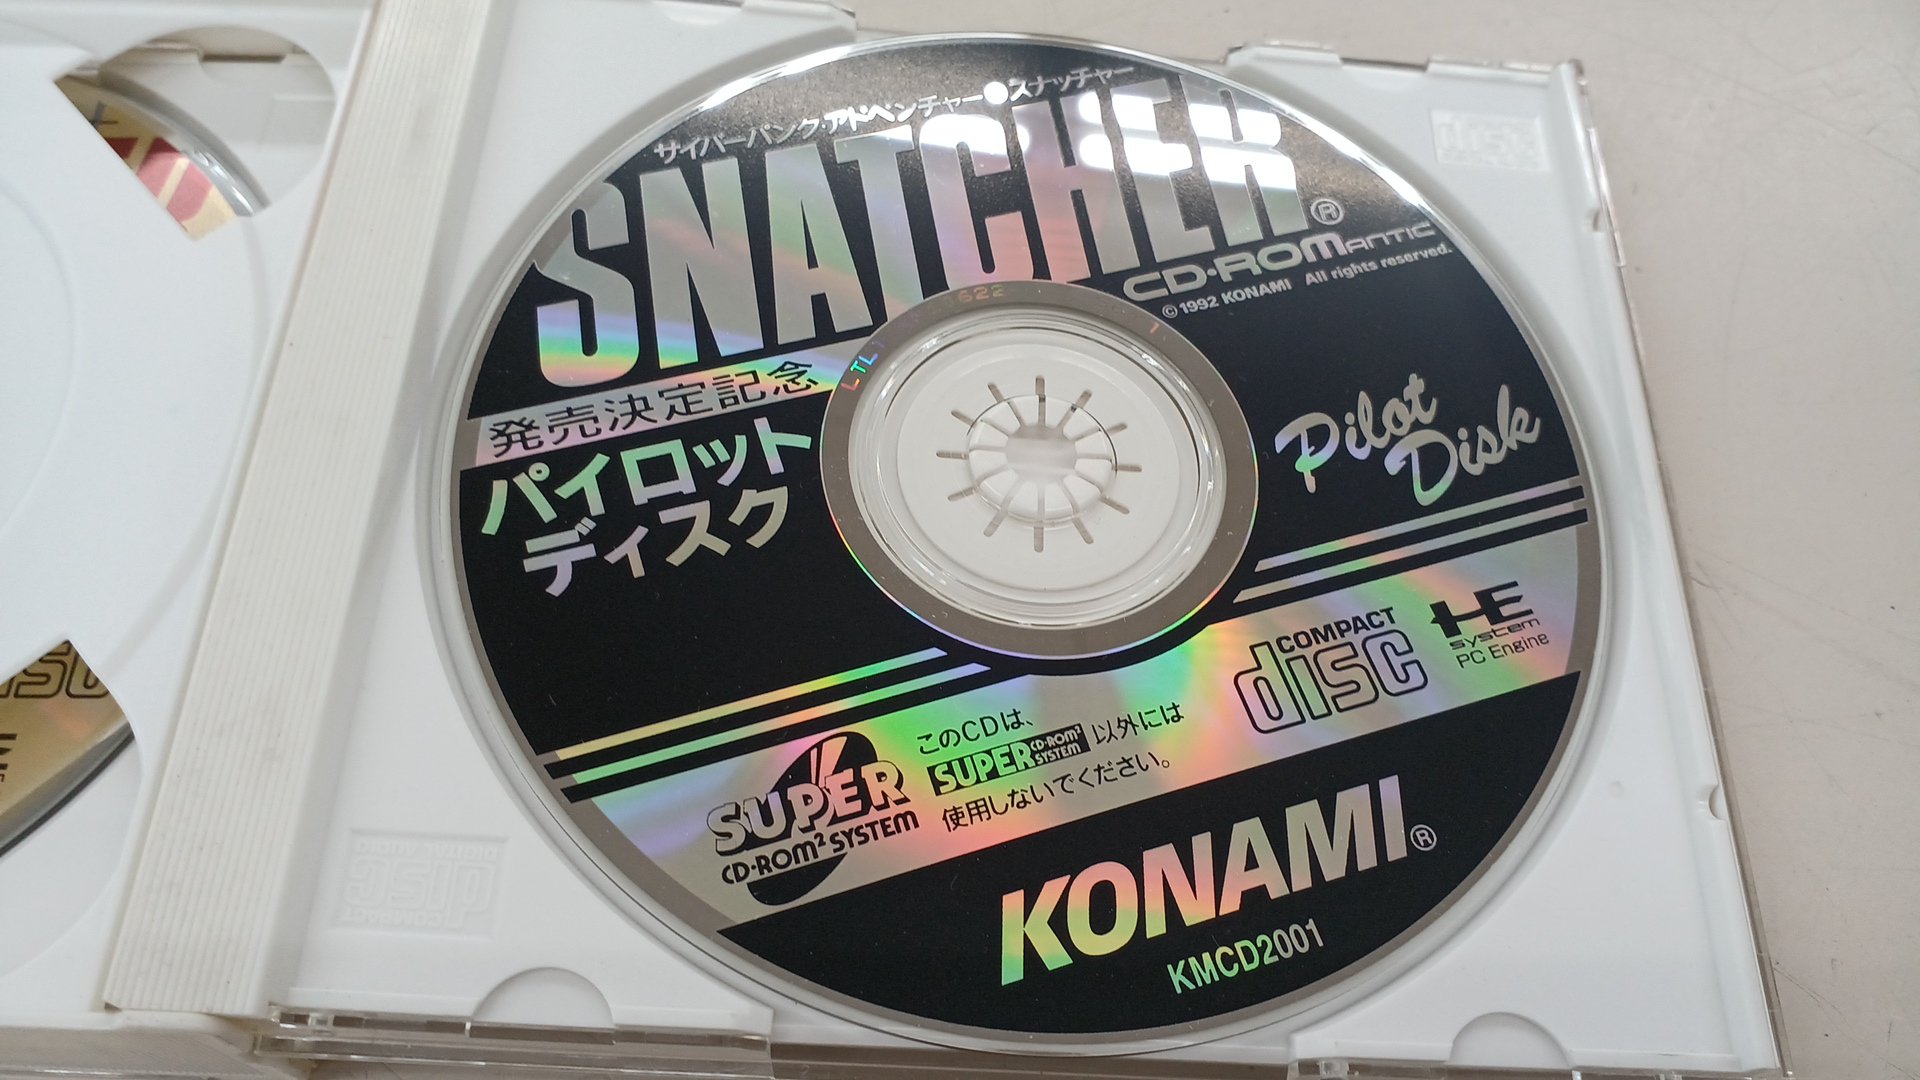 サイバーパンク・アドベンチャー●スナッチャー
SNATCHER®
CD・ROMANTIC
©1992 KONAMI All rights reserved.
発売決定記念
パイロット
ディスク
Pilot
Disk
COMPACT
disc
HE
system
PC Engine
SUPER
CD・ROM² SYSTEM
このCDは、
SUPER CD・ROM² SYSTEM 以外には
使用しないでください。
KONAMI®
KMCD2001